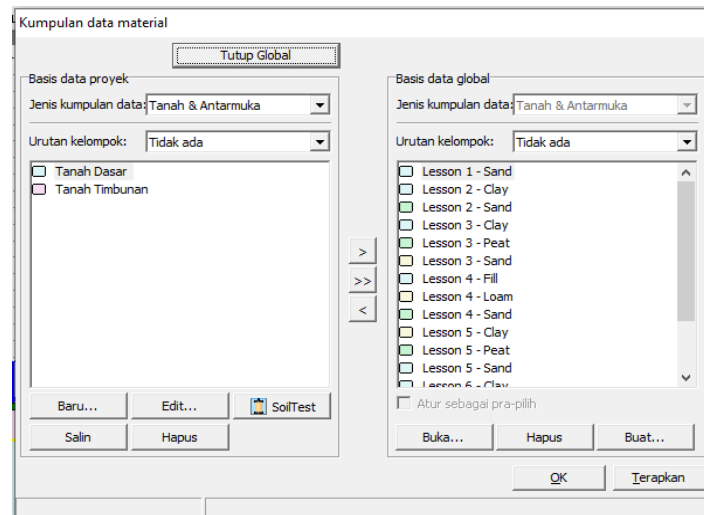 Kumpulan data material
Tutup Global
Basis data proyek
Jenis kumpulan data: Tanah & Antarmuka
Urutan kelompok: Tidak ada
Tanah Dasar
Tanah Timbunan
Baru... Edit... SoilTest
Salin Hapus
>
>>
<
Basis data global
Jenis kumpulan data: Tanah & Antarmuka
Urutan kelompok: Tidak ada
Lesson 1 - Sand
Lesson 2 - Clay
Lesson 2 - Sand
Lesson 3 - Clay
Lesson 3 - Peat
Lesson 3 - Sand
Lesson 4 - Fill
Lesson 4 - Loam
Lesson 4 - Sand
Lesson 5 - Clay
Lesson 5 - Peat
Lesson 5 - Sand
Lesson 6 - Clay
Atur sebagai pra-pilih
Buka... Hapus Buat...
OK Terapkan